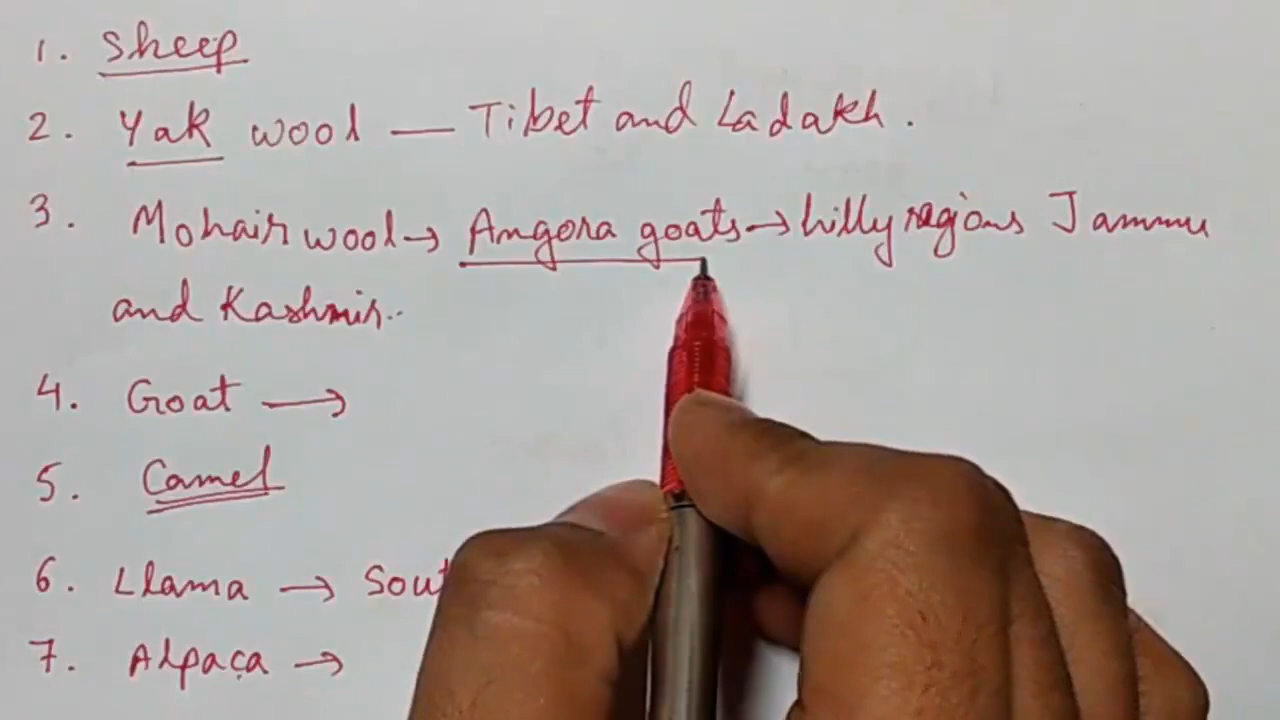 1. Sheep
2. Yak wool — Tibet and Ladakh.
3. Mohair wool → Angora goats → hilly regions Jammu
and Kashmir..
4. Goat →
5. Camel
6. Llama → Sout
7. Alpaca →